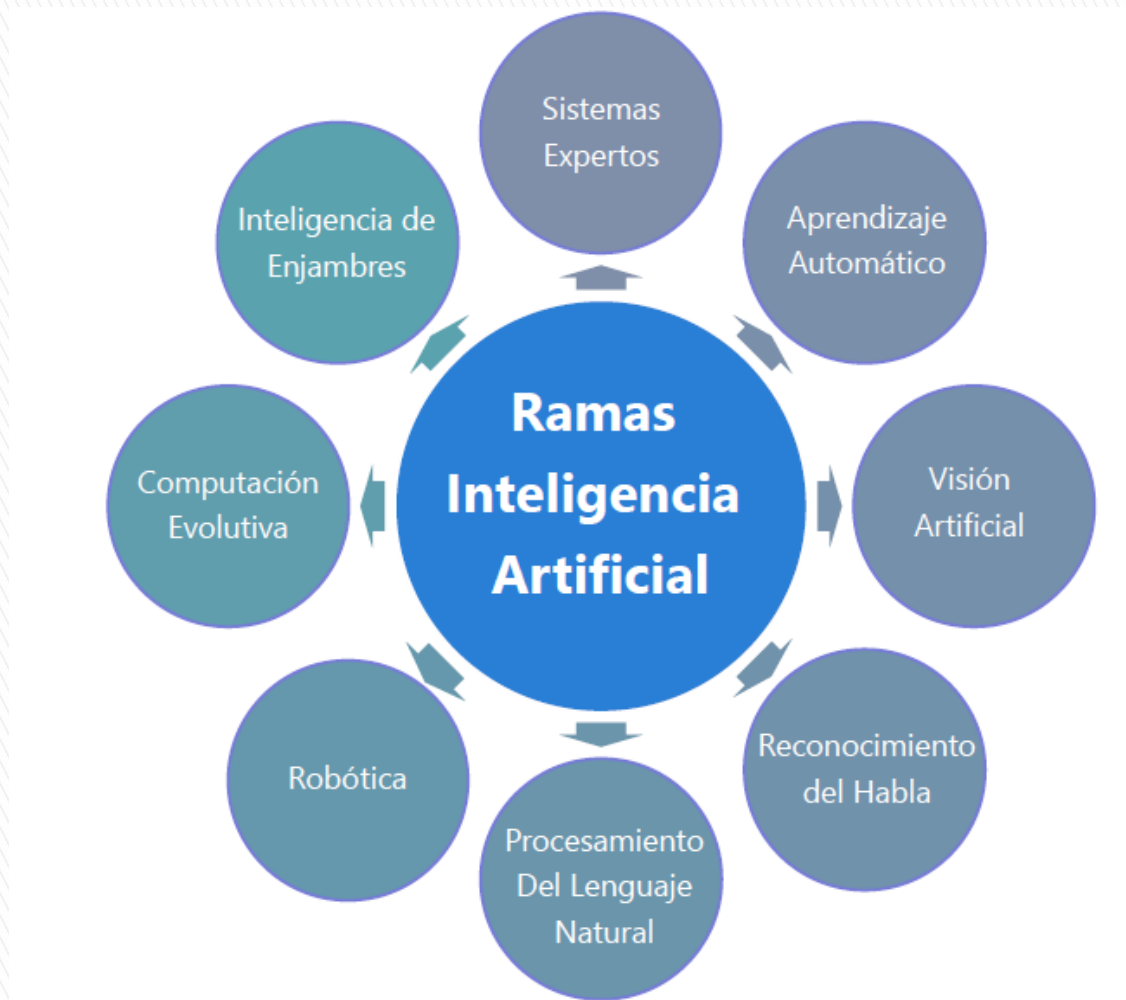 Sistemas
Expertos
Aprendizaje
Automático
Visión
Artificial
Reconocimiento
del Habla
Procesamiento
Del Lenguaje
Natural
Robótica
Computación
Evolutiva
Inteligencia de
Enjambres
Ramas
Inteligencia
Artificial